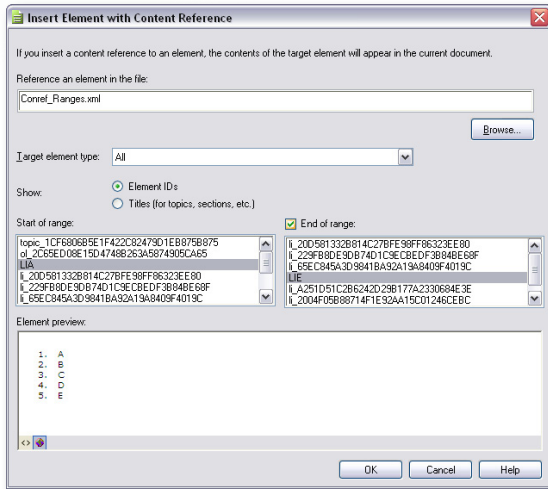 Insert Element with Content Reference
If you insert a content reference to an element, the contents of the target element will appear in the current document.
Reference an element in the file:
Conref_Ranges.xml
Browse...
Target element type:
All
Show:
Element IDs
Titles (for topics, sections, etc.)
Start of range:
topic_1CF6806B5E1F422C82479D1EB875B875
ol_2C65ED08E15D4748B263A5874905CA65
LIA
li_20D581332B814C27BFE98FF86323EE80
li_229FB8DE9DB74D1C9ECBEDF3B84BE68F
li_65EC845A3D9841BA92A19A8409F4019C
End of range:
li_20D581332B814C27BFE98FF86323EE80
li_229FB8DE9DB74D1C9ECBEDF3B84BE68F
li_65EC845A3D9841BA92A19A8409F4019C
LIE
li_A251D51C2B6242D29B177A2330684E3E
li_2004F05B88714F1E92AA15C01246CEBC
Element preview:
1. A
2. B
3. C
4. D
5. E
OK
Cancel
Help